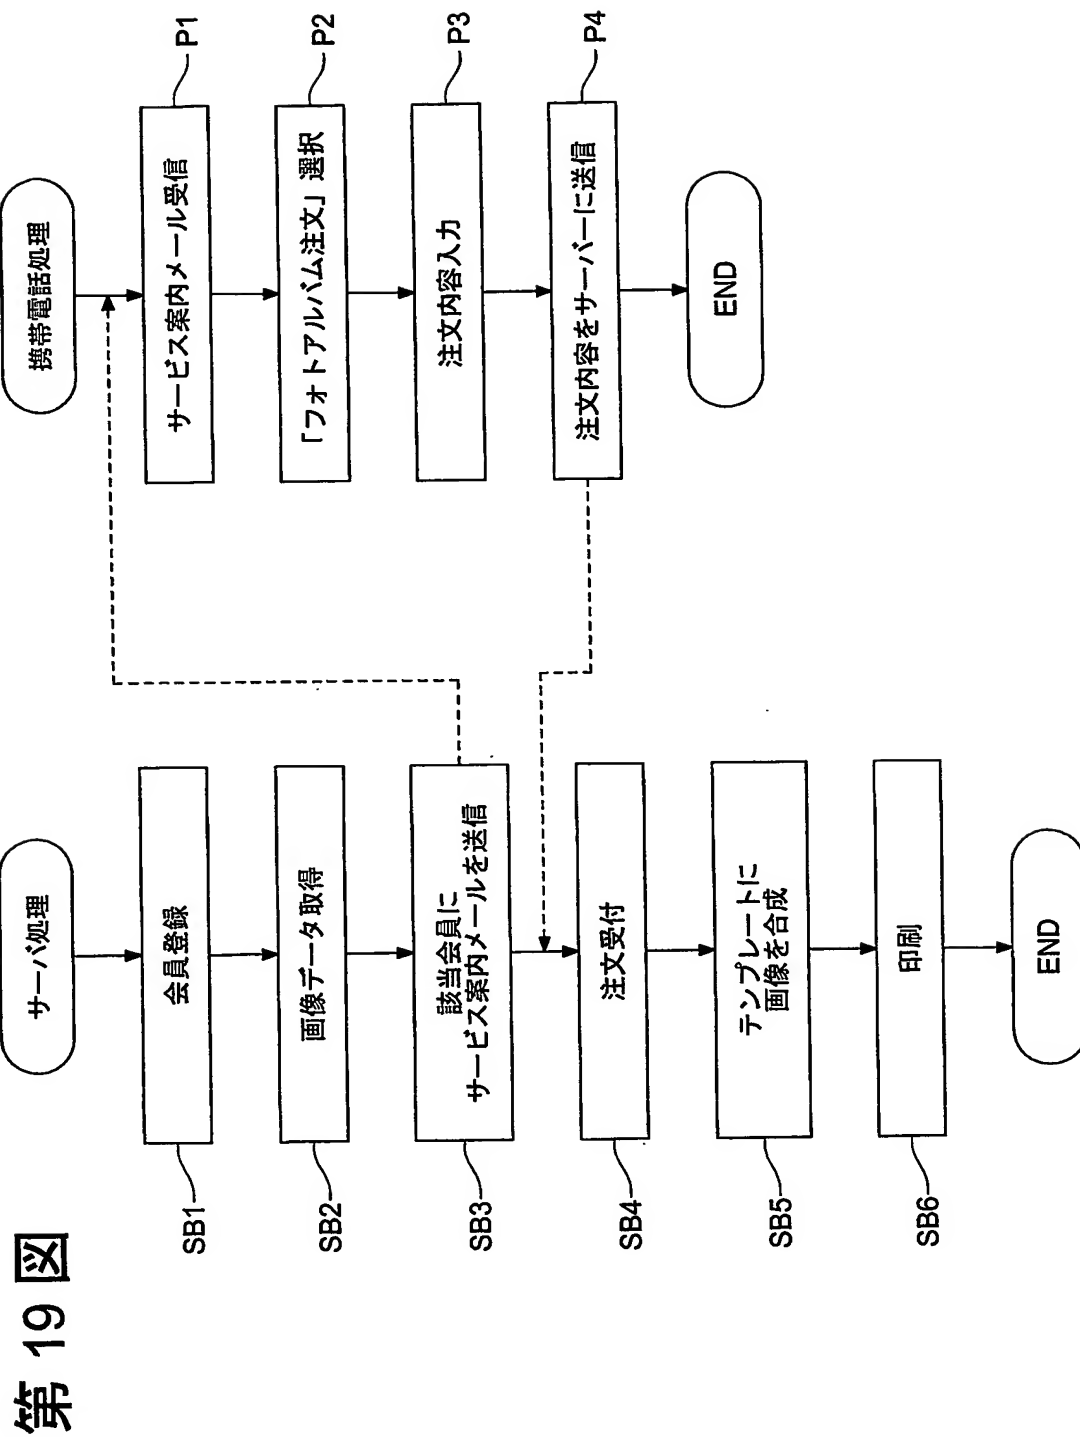 第 19 図
サーバ処理
SB1
会員登録
SB2
画像データ取得
SB3
該当会員に
サービス案内メールを送信
SB4
注文受付
SB5
テンプレートに
画像を合成
SB6
印刷
END
携帯電話処理
サービス案内メール受信
P1
「フォトアルバム注文」選択
P2
注文内容入力
P3
注文内容をサーバーに送信
P4
END